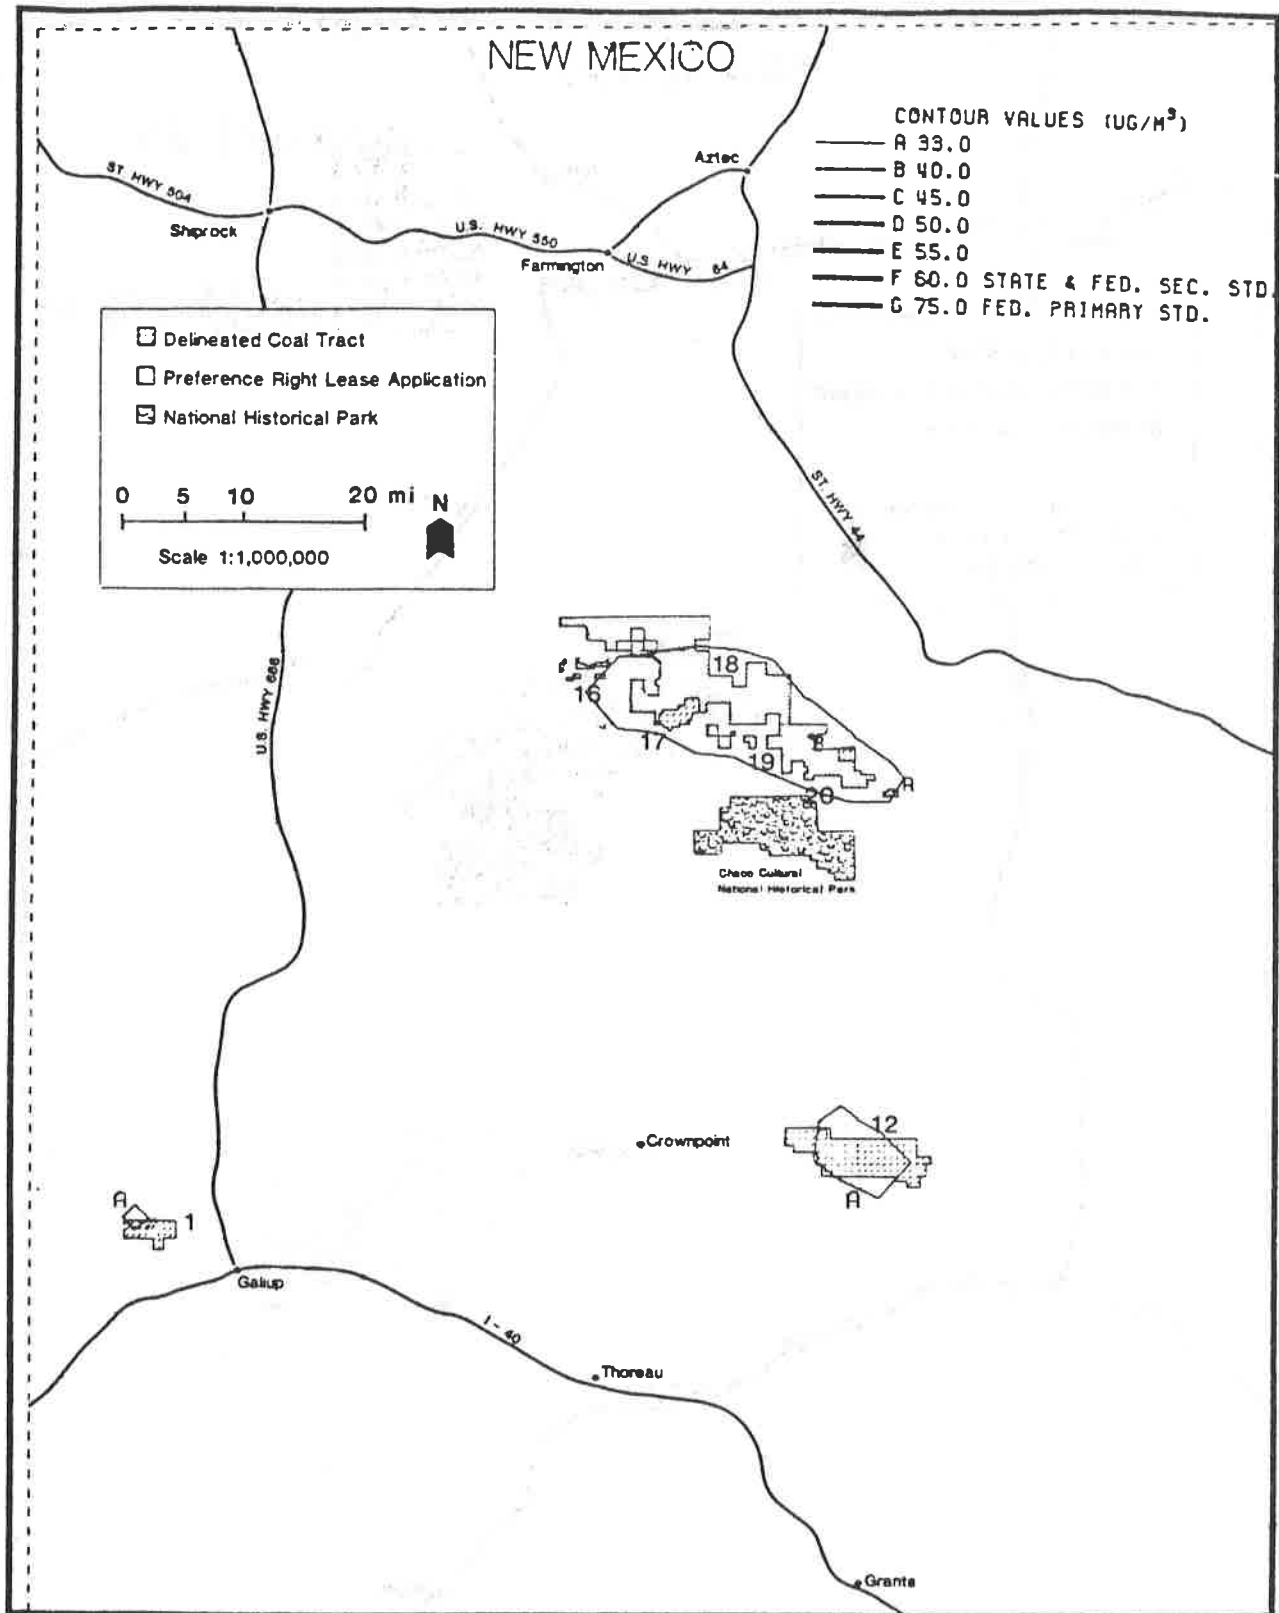 NEW MEXICO
CONTOUR VALUES (UG/M³)
A 33.0
B 40.0
C 45.0
D 50.0
E 55.0
F 60.0 STATE & FED. SEC. STD.
G 75.0 FED. PRIMARY STD.
Aztec
ST. HWY 504
Shiprock
U.S. HWY 550
Farmington
U.S. HWY 64
Delineated Coal Tract
Preference Right Lease Application
National Historical Park
0 5 10 20 mi
N
Scale 1:1,000,000
ST. HWY 44
U.S. HWY 666
18
16
17
19
B
A
20
Chaco Cultural
National Historical Park
12
Crownpoint
A
A
1
Gallup
I-40
Thoreau
Grants